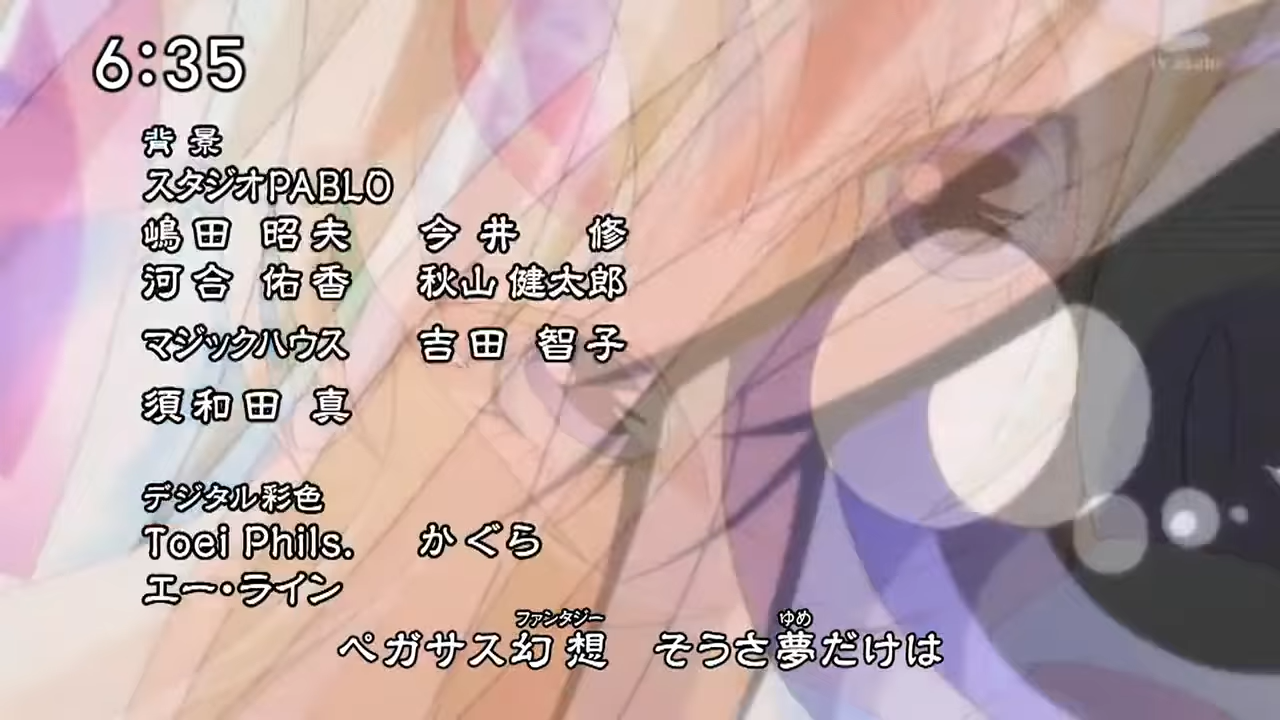 6:35
tv asahi
背景
スタジオPABLO
嶋田 昭夫 今井 修
河合 佑香 秋山 健太郎
マジックハウス 吉田 智子
須和田 真
デジタル彩色
Toei Phils. かぐら
エー・ライン
ファンタジー ゆめ
ペガサス幻想 そうさ夢だけは